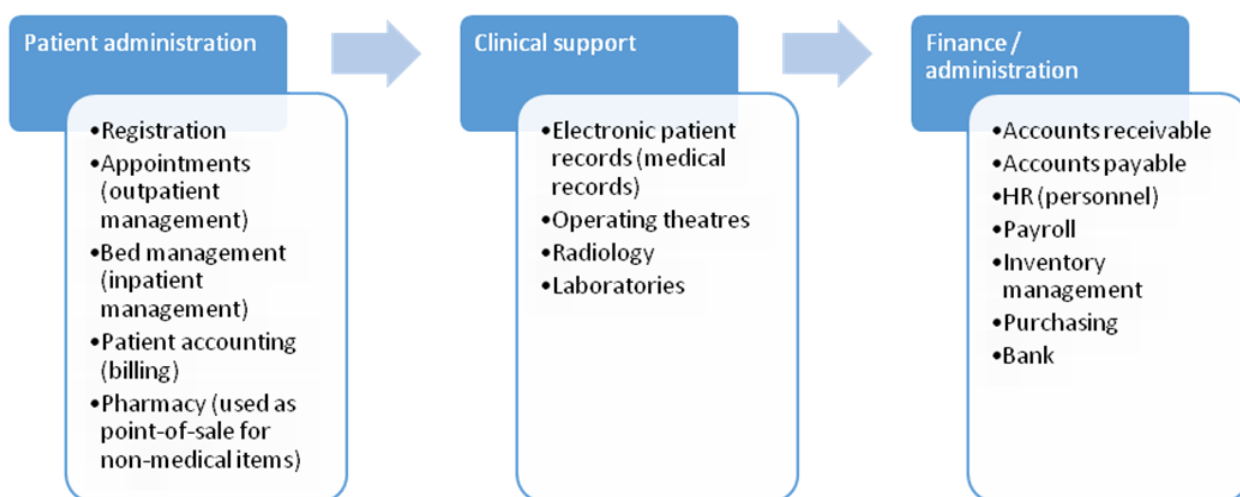 Patient administration
•Registration
•Appointments
(outpatient
management)
•Bed management
(inpatient
management)
•Patient accounting
(billing)
•Pharmacy (used as
point-of-sale for
non-medical items)
Clinical support
•Electronic patient
records (medical
records)
•Operating theatres
•Radiology
•Laboratories
Finance /
administration
•Accounts receivable
•Accounts payable
•HR (personnel)
•Payroll
•Inventory
management
•Purchasing
•Bank